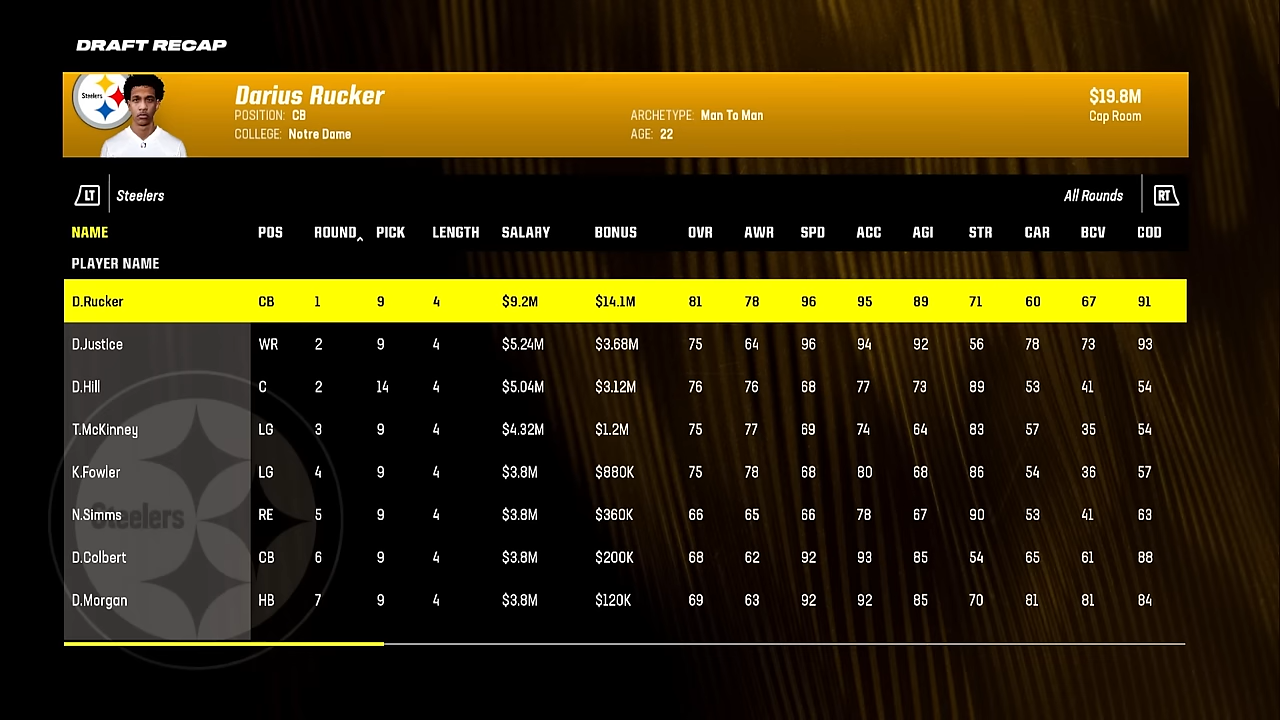 DRAFT RECAP
Steelers
Darius Rucker
$19.8M
POSITION: CB
ARCHETYPE: Man To Man
Cap Room
COLLEGE: Notre Dame
AGE: 22
LT Steelers All Rounds RT
NAME POS ROUND PICK LENGTH SALARY BONUS OVR AWR SPD ACC AGI STR CAR BCV COD
PLAYER NAME
D.Rucker CB 1 9 4 $9.2M $14.1M 81 78 96 95 89 71 60 67 91
D.Justice WR 2 9 4 $5.24M $3.68M 75 64 96 94 92 56 78 73 93
D.Hill C 2 14 4 $5.04M $3.12M 76 76 68 77 73 89 53 41 54
T.McKinney LG 3 9 4 $4.32M $1.2M 75 77 69 74 64 83 57 35 54
K.Fowler LG 4 9 4 $3.8M $880K 75 78 68 80 68 86 54 36 57
N.Simms RE 5 9 4 $3.8M $360K 66 65 66 78 67 90 53 41 63
Steelers
D.Colbert CB 6 9 4 $3.8M $200K 68 62 92 93 85 54 65 61 88
D.Morgan HB 7 9 4 $3.8M $120K 69 63 92 92 85 70 81 81 84